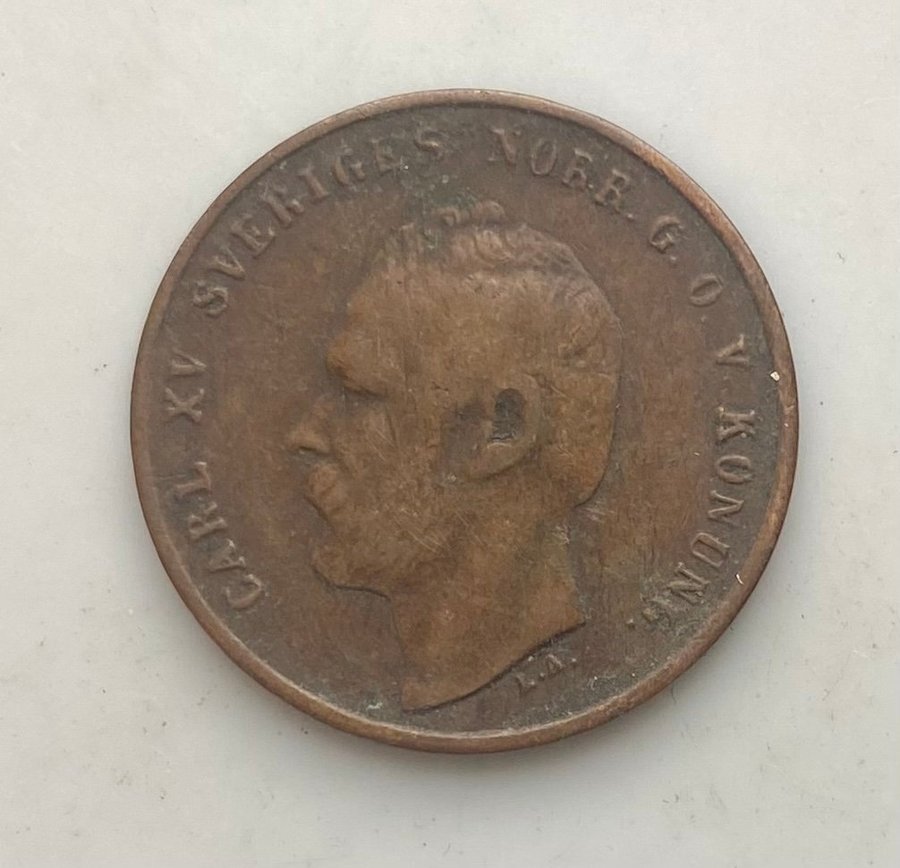 CARL XV SVERIGES NORR. G. O. V. KONUNG.
L.A.